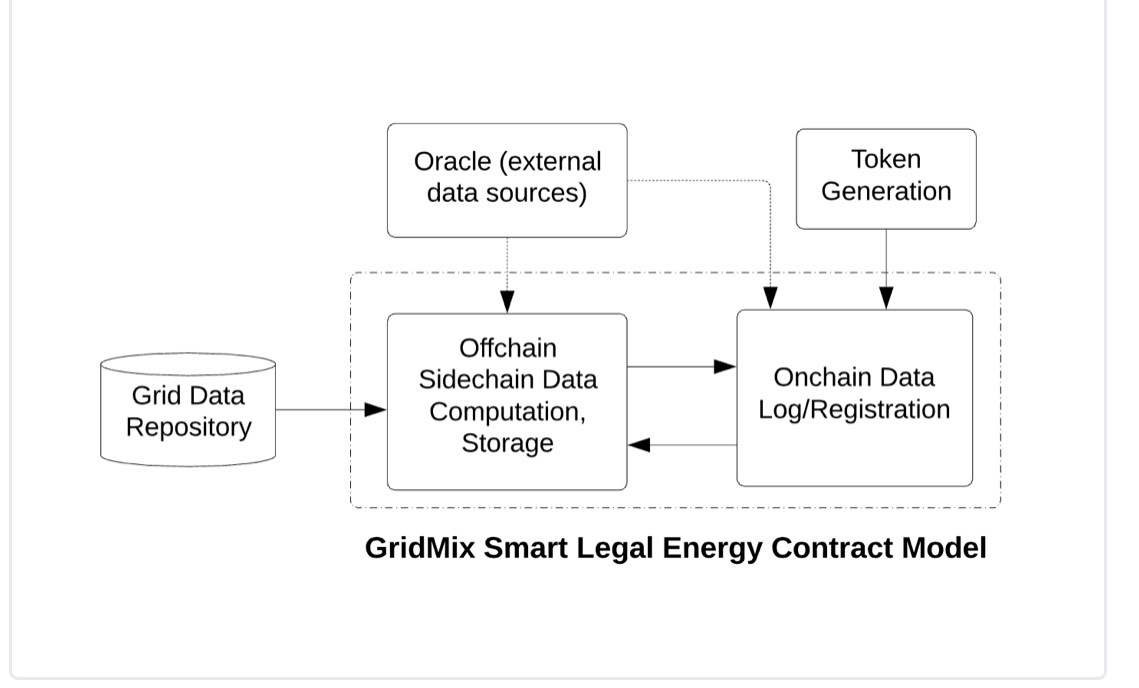 Oracle (external
data sources)
Token
Generation
Grid Data
Repository
Offchain
Sidechain Data
Computation,
Storage
Onchain Data
Log/Registration
GridMix Smart Legal Energy Contract Model